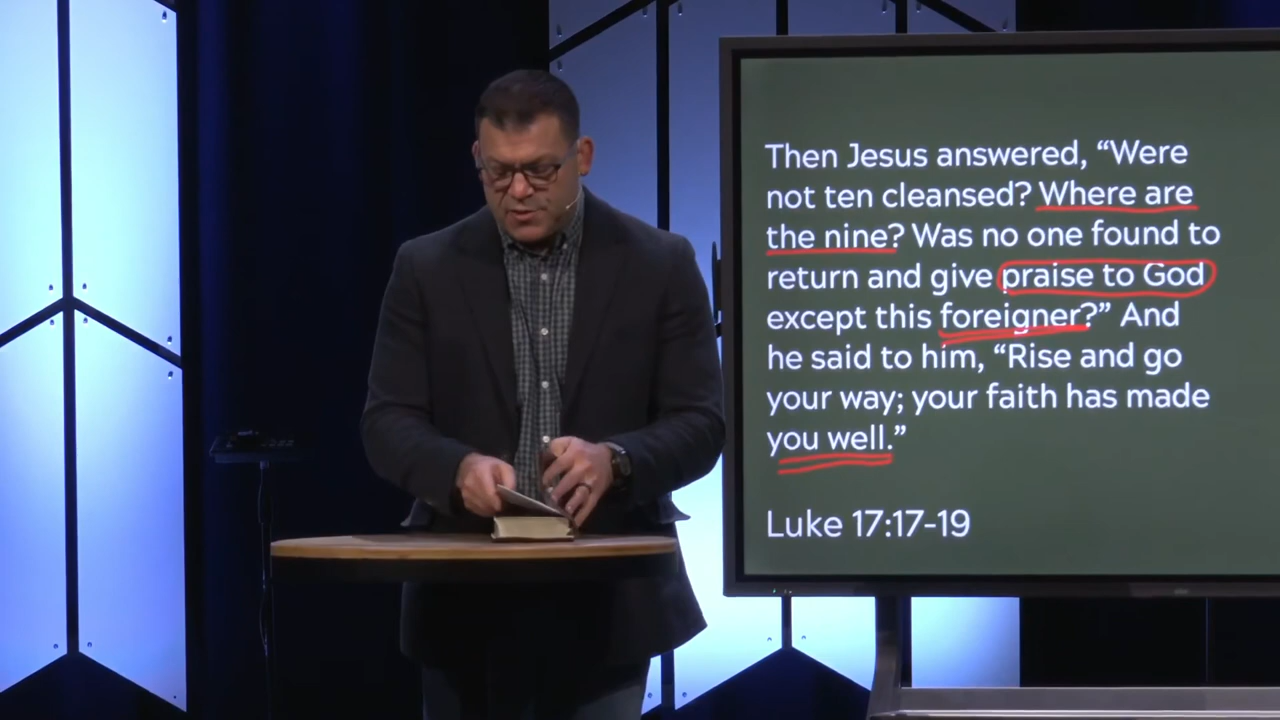 Then Jesus answered, “Were
not ten cleansed? Where are
the nine? Was no one found to
return and give praise to God
except this foreigner?” And
he said to him, “Rise and go
your way; your faith has made
you well.”
Luke 17:17-19